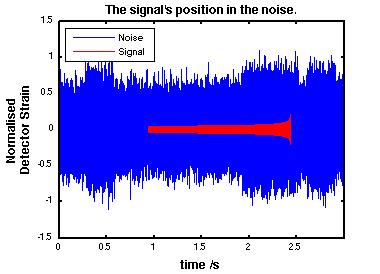 The signal's position in the noise.
1.5
Noise
Signal
1
0.5
Normalised
Detector Strain
0
-0.5
-1
-1.5
0 0.5 1 1.5 2 2.5
time /s